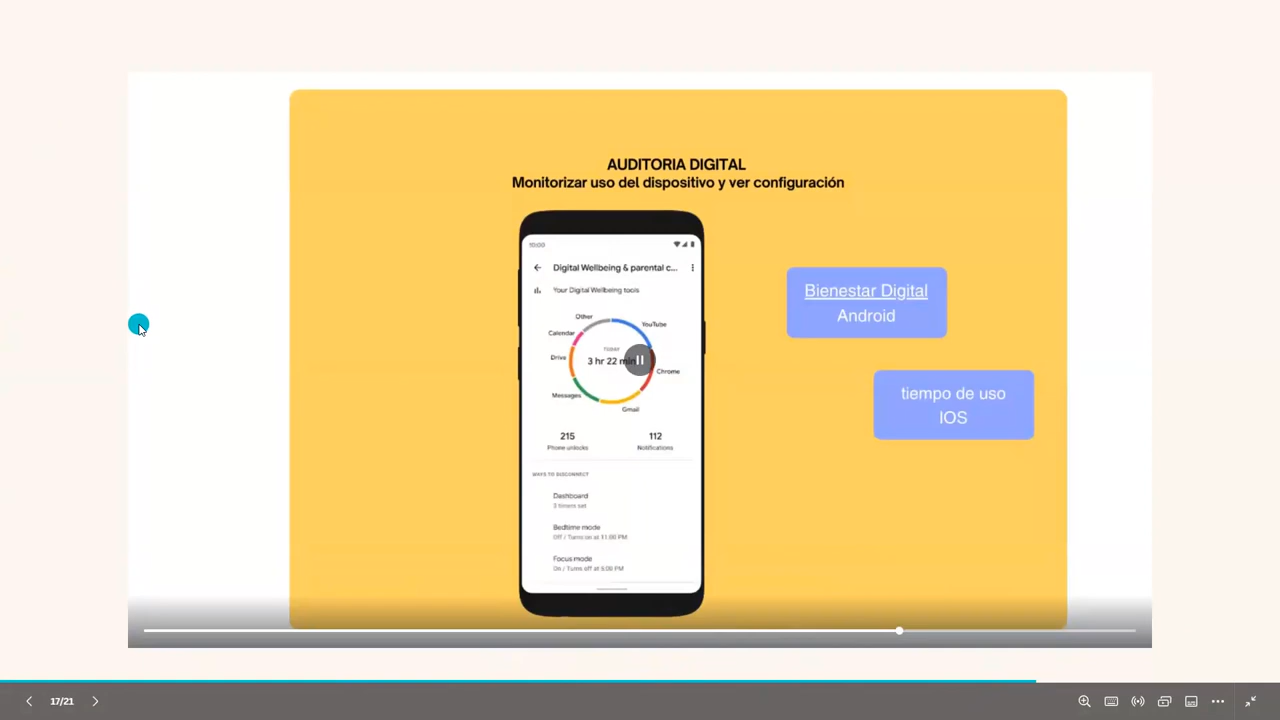 AUDITORIA DIGITAL
Monitorizar uso del dispositivo y ver configuración
10:00
Digital Wellbeing & parental c...
Your Digital Wellbeing tools
Other
YouTube
Calendar
TODAY
Drive
3 hr 22 min
Chrome
Messages
Gmail
215
112
Phone unlocks
Notifications
WAYS TO DISCONNECT
Dashboard
3 timers set
Bedtime mode
Off / Turns on at 11:00 PM
Focus mode
On / Turns off at 5:00 PM
Bienestar Digital
Android
tiempo de uso
IOS
17/21